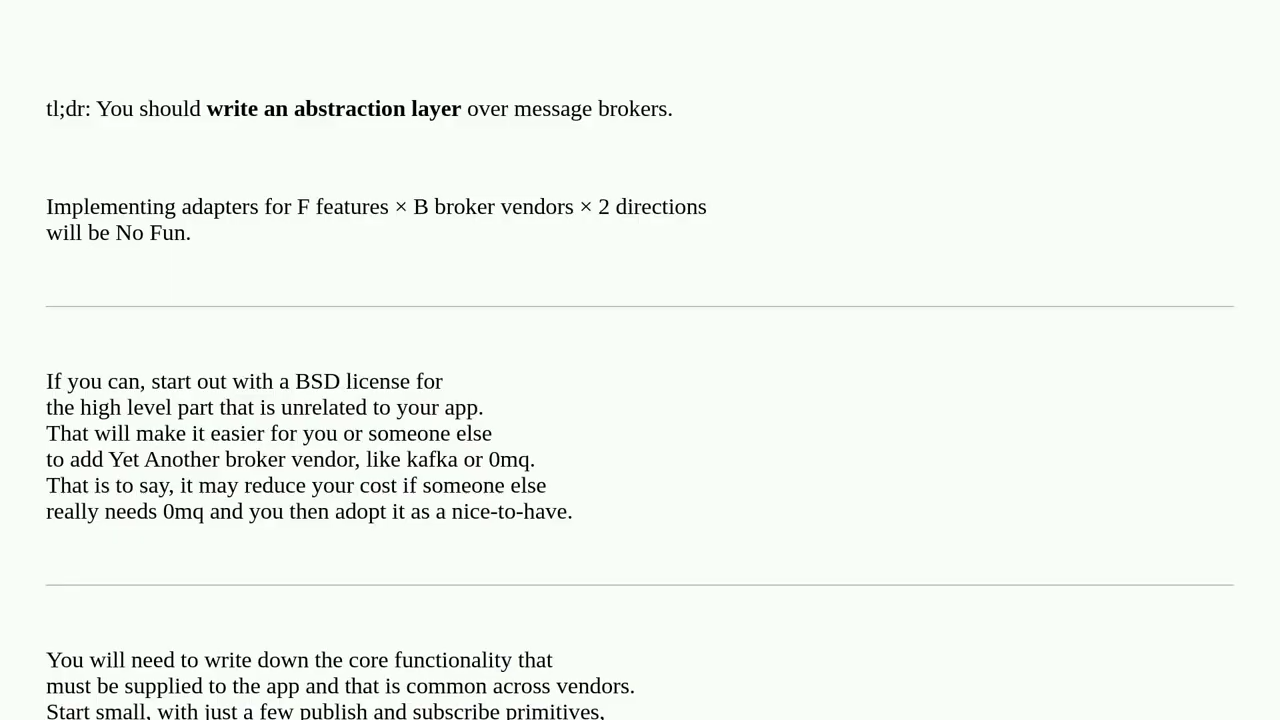 tl;dr: You should write an abstraction layer over message brokers.
Implementing adapters for F features × B broker vendors × 2 directions
will be No Fun.
If you can, start out with a BSD license for
the high level part that is unrelated to your app.
That will make it easier for you or someone else
to add Yet Another broker vendor, like kafka or 0mq.
That is to say, it may reduce your cost if someone else
really needs 0mq and you then adopt it as a nice-to-have.
You will need to write down the core functionality that
must be supplied to the app and that is common across vendors.
Start small, with just a few publish and subscribe primitives,